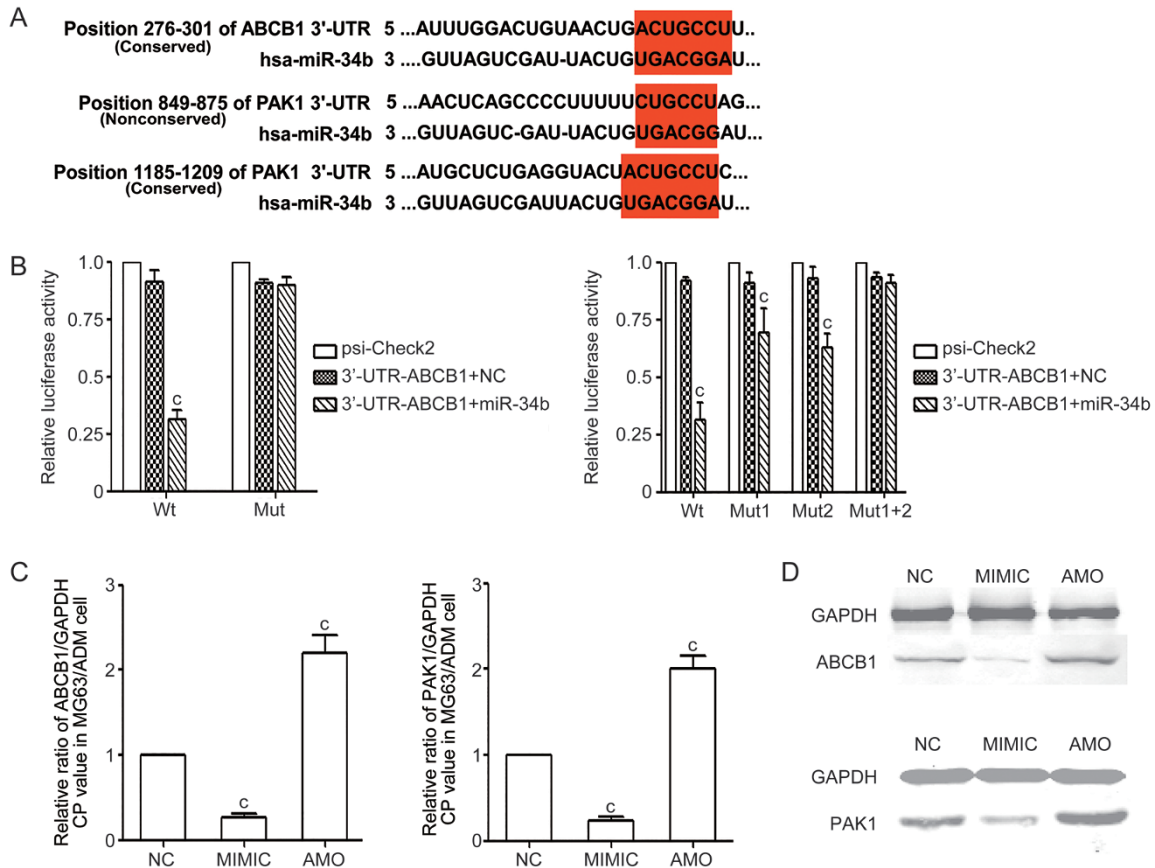 A
Position 276-301 of ABCB1 3'-UTR 5 ...AUUUGGACUGUAACUGACUGCCUU..
(Conserved)
hsa-miR-34b 3 ....GUUAGUCGAU-UACUGUGACGGAU...
Position 849-875 of PAK1 3'-UTR 5 ...AACUCAGCCCCUUUUUCUGCCUAG...
(Nonconserved)
hsa-miR-34b 3 ...GUUAGUC-GAU-UACUGUGACGGAU...
Position 1185-1209 of PAK1 3'-UTR 5 ...AUGCUCUGAGGUACUACUGCCUC...
(Conserved)
hsa-miR-34b 3 ...GUUAGUCGAUUACUGUGACGGAU...
B
Relative luciferase activity
1.0
0.75
0.5
0.25
0
c
Wt Mut
psi-Check2
3'-UTR-ABCB1+NC
3'-UTR-ABCB1+miR-34b
Relative luciferase activity
1.0
0.75
0.5
0.25
0
c c c
Wt Mut1 Mut2 Mut1+2
psi-Check2
3'-UTR-ABCB1+NC
3'-UTR-ABCB1+miR-34b
C
Relative ratio of ABCB1/GAPDH
CP value in MG63/ADM cell
3
2
1
0
c c
NC MIMIC AMO
Relative ratio of PAK1/GAPDH
CP value in MG63/ADM cell
3
2
1
0
c c
NC MIMIC AMO
D
NC MIMIC AMO
GAPDH
ABCB1
NC MIMIC AMO
GAPDH
PAK1